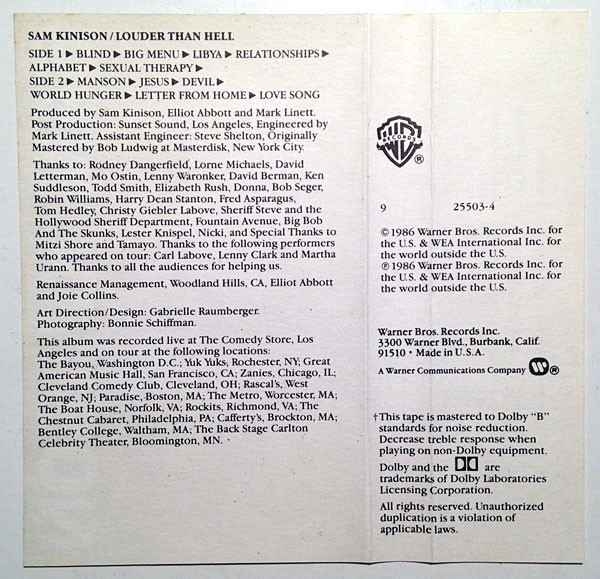 SAM KINISON/LOUDER THAN HELL
SIDE 1 ▶ BLIND ▶ BIG MENU ▶ LIBYA ▶ RELATIONSHIPS ▶
ALPHABET ▶ SEXUAL THERAPY ▶
SIDE 2 ▶ MANSON ▶ JESUS ▶ DEVIL ▶
WORLD HUNGER ▶ LETTER FROM HOME ▶ LOVE SONG
Produced by Sam Kinison, Elliot Abbott and Mark Linett.
Post Production: Sunset Sound, Los Angeles, Engineered by
Mark Linett. Assistant Engineer: Steve Shelton, Originally
Mastered by Bob Ludwig at Masterdisk, New York City.
Thanks to: Rodney Dangerfield, Lorne Michaels, David
Letterman, Mo Ostin, Lenny Waronker, David Berman, Ken
Suddleson, Todd Smith, Elizabeth Rush, Donna, Bob Seger,
Robin Williams, Harry Dean Stanton, Fred Asparagus,
Tom Hedley, Christy Giebler Labove, Sheriff Steve and the
Hollywood Sheriff Department, Fountain Avenue, Big Bob
And The Skunks, Lester Knispel, Nicki, and Special Thanks to
Mitzi Shore and Tamayo. Thanks to the following performers
who appeared on tour: Carl Labove, Lenny Clark and Martha
Urann. Thanks to all the audiences for helping us.
Renaissance Management, Woodland Hills, CA, Elliot Abbott
and Joie Collins.
Art Direction/Design: Gabrielle Raumberger.
Photography: Bonnie Schiffman.
This album was recorded live at The Comedy Store, Los
Angeles and on tour at the following locations:
The Bayou, Washington D.C.; Yuk Yuks, Rochester, NY; Great
American Music Hall, San Francisco, CA; Zanies, Chicago, IL;
Cleveland Comedy Club, Cleveland, OH; Rascal's, West
Orange, NJ; Paradise, Boston, MA; The Metro, Worcester, MA;
The Boat House, Norfolk, VA; Rockits, Richmond, VA; The
Chestnut Cabaret, Philadelphia, PA; Cafferty's, Brockton, MA;
Bentley College, Waltham, MA; The Back Stage Carlton
Celebrity Theater, Bloomington, MN.
WB
RECORDS
®
9 25503-4
© 1986 Warner Bros. Records Inc. for
the U.S. & WEA International Inc. for
the world outside the U.S.
℗ 1986 Warner Bros. Records Inc. for
the U.S. & WEA International Inc. for
the world outside the U.S.
Warner Bros. Records Inc.
3300 Warner Blvd., Burbank, Calif.
91510 • Made in U.S.A.
A Warner Communications Company ®
†This tape is mastered to Dolby "B"
standards for noise reduction.
Decrease treble response when
playing on non-Dolby equipment.
Dolby and the are
trademarks of Dolby Laboratories
Licensing Corporation.
All rights reserved. Unauthorized
duplication is a violation of
applicable laws.